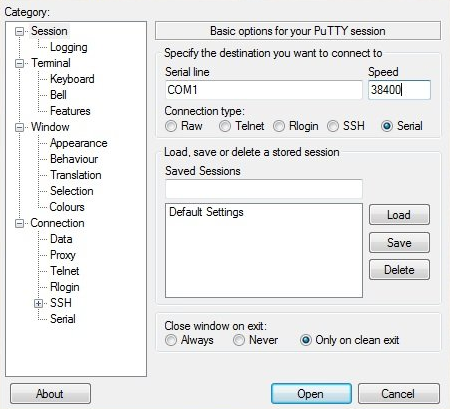 Category:
Session
Logging
Terminal
Keyboard
Bell
Features
Window
Appearance
Behaviour
Translation
Selection
Colours
Connection
Data
Proxy
Telnet
Rlogin
SSH
Serial
Basic options for your PuTTY session
Specify the destination you want to connect to
Serial line Speed
COM1 38400
Connection type:
Raw Telnet Rlogin SSH Serial
Load, save or delete a stored session
Saved Sessions
Default Settings
Load
Save
Delete
Close window on exit:
Always Never Only on clean exit
About Open Cancel